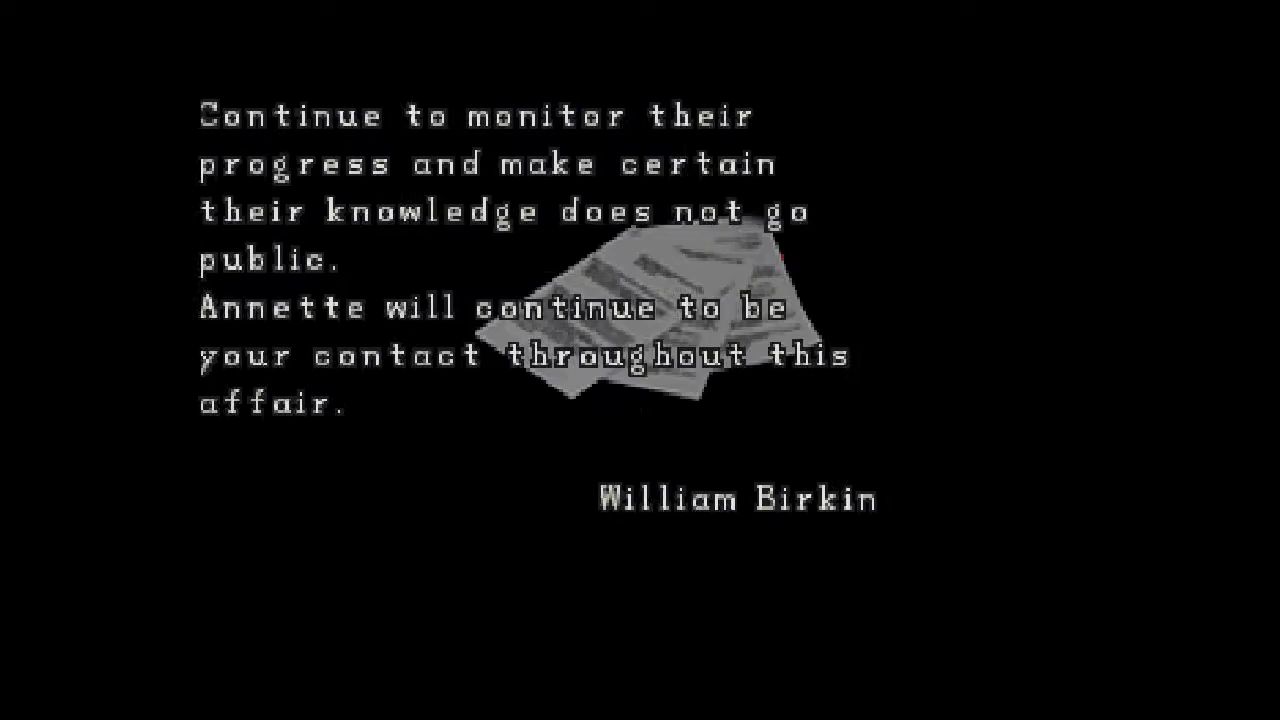 Continue to monitor their
progress and make certain
their knowledge does not go
public.
Annette will continue to be
your contact throughout this
affair.
William Birkin